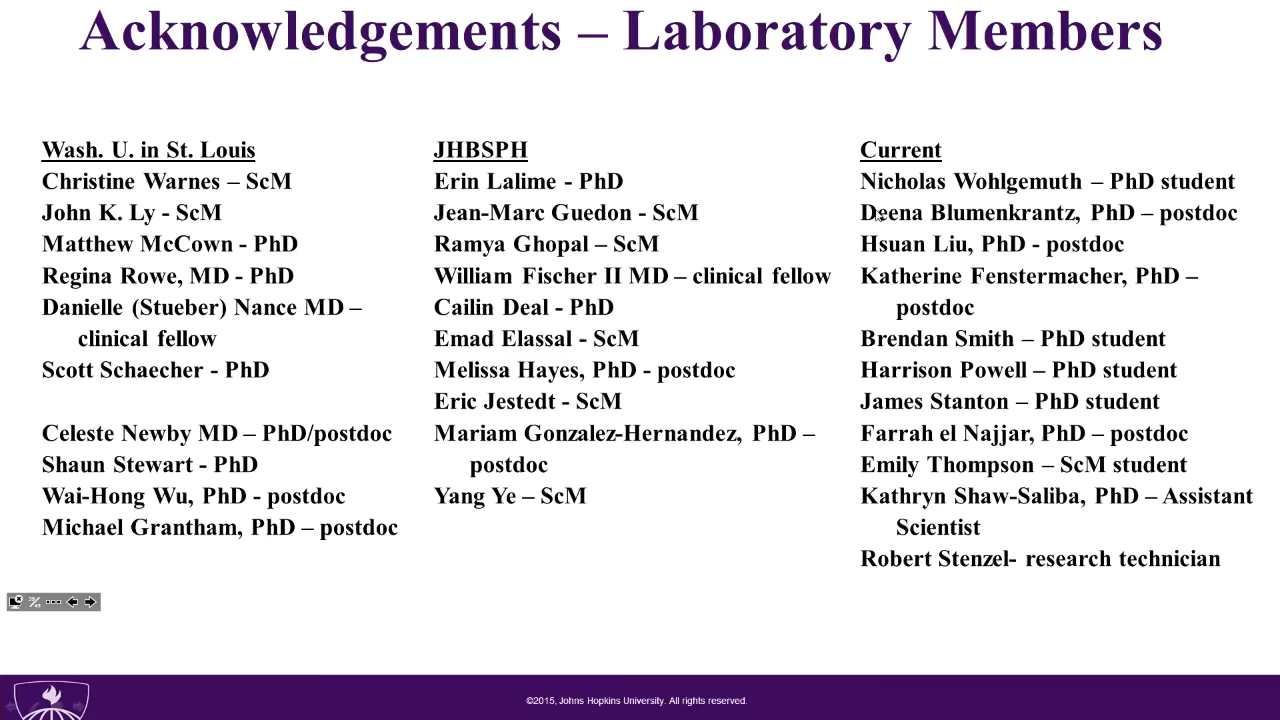 Acknowledgements – Laboratory Members
Wash. U. in St. Louis
Christine Warnes – ScM
John K. Ly - ScM
Matthew McCown - PhD
Regina Rowe, MD - PhD
Danielle (Stueber) Nance MD –
clinical fellow
Scott Schaecher - PhD
Celeste Newby MD – PhD/postdoc
Shaun Stewart - PhD
Wai-Hong Wu, PhD - postdoc
Michael Grantham, PhD – postdoc
JHBSPH
Erin Lalime - PhD
Jean-Marc Guedon - ScM
Ramya Ghopal – ScM
William Fischer II MD – clinical fellow
Cailin Deal - PhD
Emad Elassal - ScM
Melissa Hayes, PhD - postdoc
Eric Jestedt - ScM
Mariam Gonzalez-Hernandez, PhD –
postdoc
Yang Ye – ScM
Current
Nicholas Wohlgemuth – PhD student
Deena Blumenkrantz, PhD – postdoc
Hsuan Liu, PhD - postdoc
Katherine Fenstermacher, PhD –
postdoc
Brendan Smith – PhD student
Harrison Powell – PhD student
James Stanton – PhD student
Farrah el Najjar, PhD – postdoc
Emily Thompson – ScM student
Kathryn Shaw-Saliba, PhD – Assistant
Scientist
Robert Stenzel- research technician
©2015, Johns Hopkins University. All rights reserved.